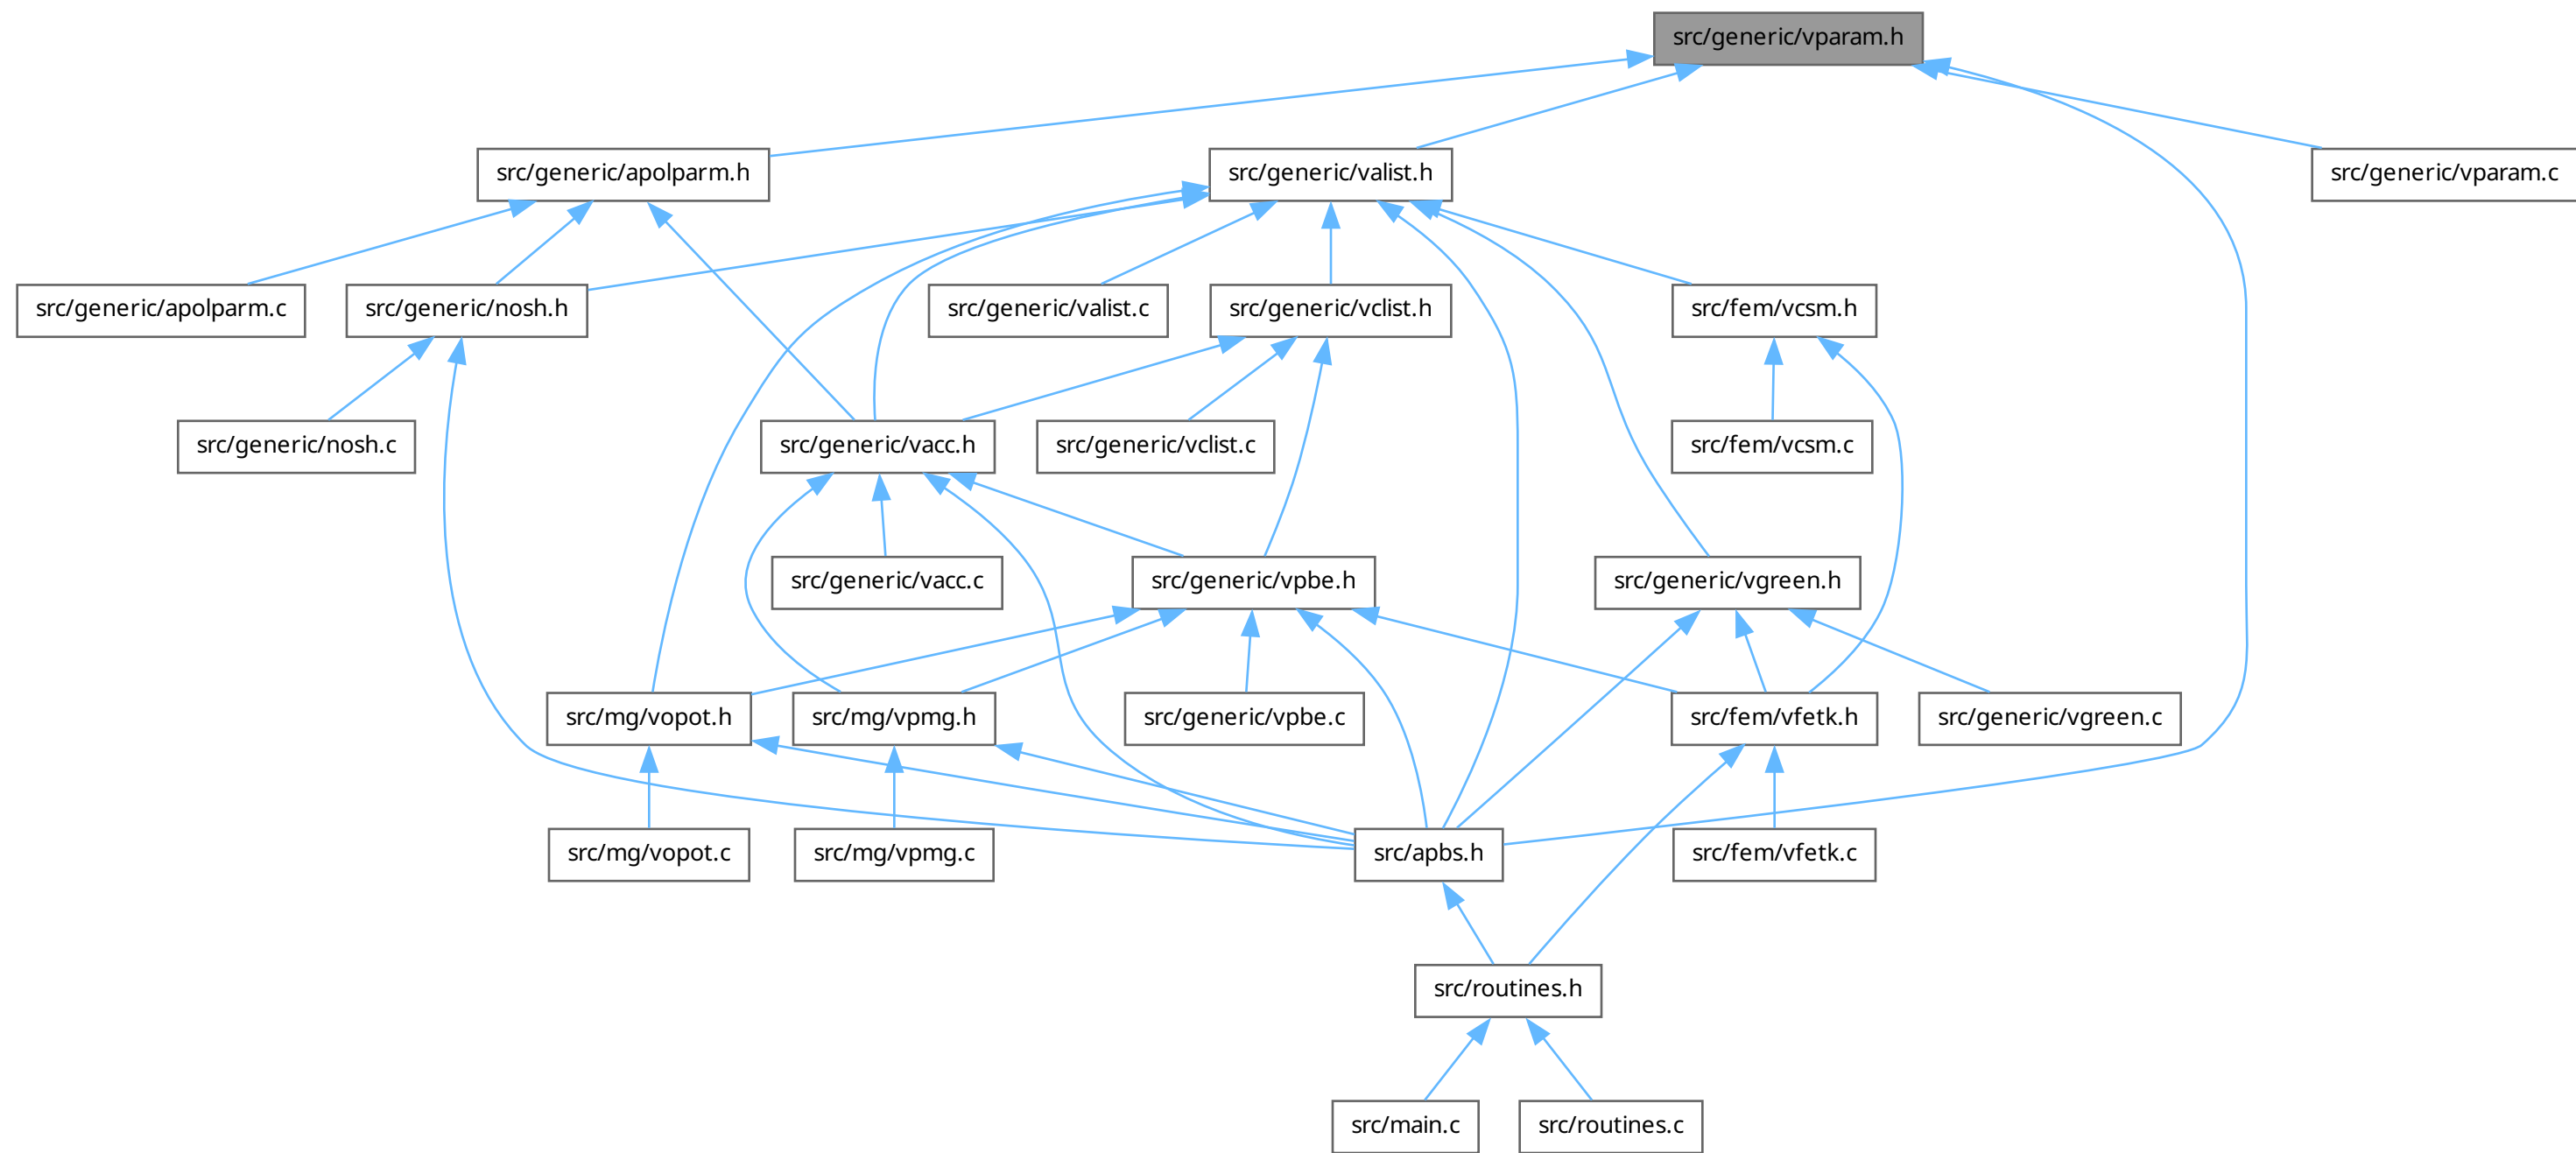 src/generic/vparam.h
src/generic/apolparm.h
src/generic/valist.h
src/generic/vparam.c
src/generic/apolparm.c
src/generic/nosh.h
src/generic/valist.c
src/generic/vclist.h
src/fem/vcsm.h
src/generic/nosh.c
src/generic/vacc.h
src/generic/vclist.c
src/fem/vcsm.c
src/generic/vacc.c
src/generic/vpbe.h
src/generic/vgreen.h
src/mg/vopot.h
src/mg/vpmg.h
src/generic/vpbe.c
src/fem/vfetk.h
src/generic/vgreen.c
src/mg/vopot.c
src/mg/vpmg.c
src/apbs.h
src/fem/vfetk.c
src/routines.h
src/main.c
src/routines.c